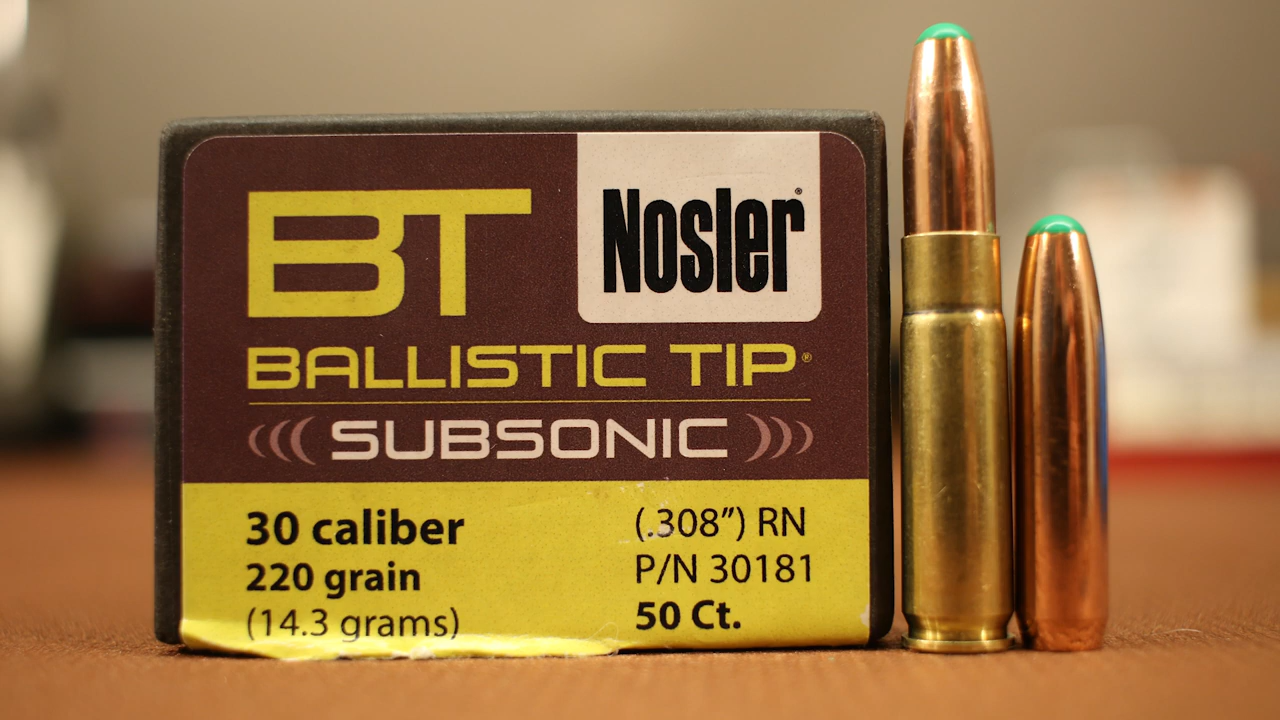 BT
Nosler®
BALLISTIC TIP®
SUBSONIC
30 caliber
220 grain
(14.3 grams)
(.308”) RN
P/N 30181
50 Ct.